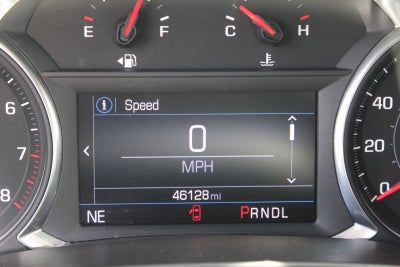 E F C H
Speed
0
MPH
46128 mi
NE PRNDL
6
7
8
40
20
0